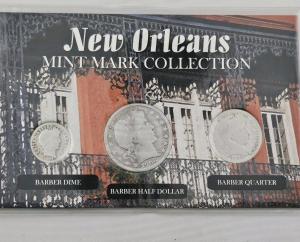 New Orleans
MINT MARK COLLECTION
BARBER DIME
BARBER HALF DOLLAR
BARBER QUARTER